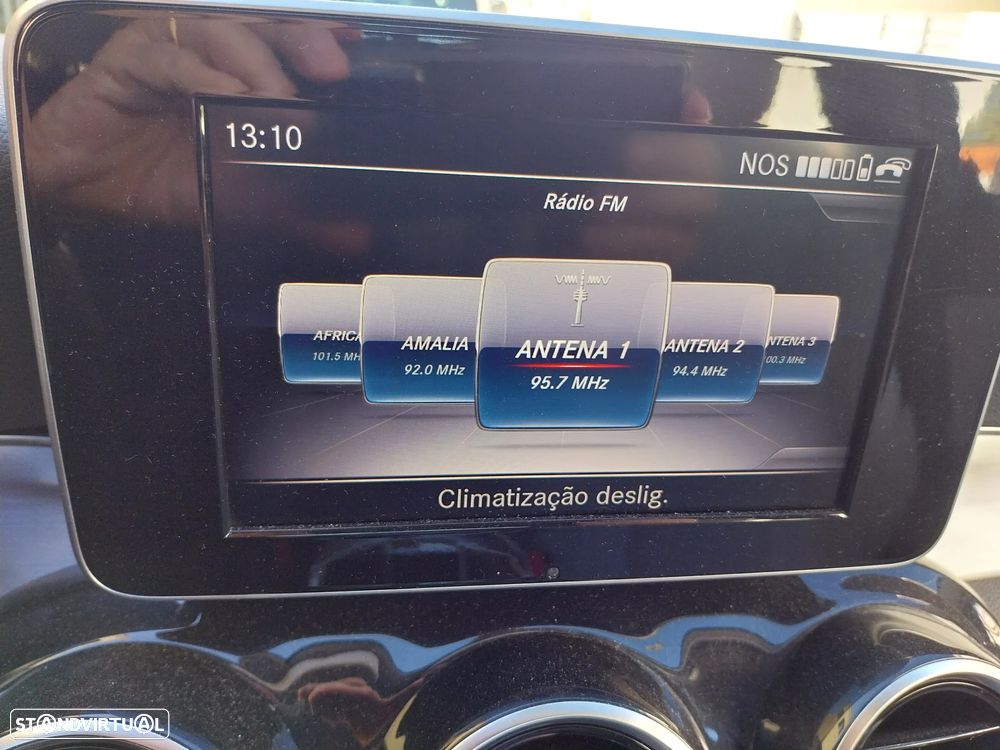 13:10
NOS
Rádio FM
AFRICA
101.5 MH
AMALIA
92.0 MHz
ANTENA 1
95.7 MHz
ANTENA 2
94.4 MHz
NTENA 3
00.3 MHz
Climatização deslig.
STANDVIRTUAL